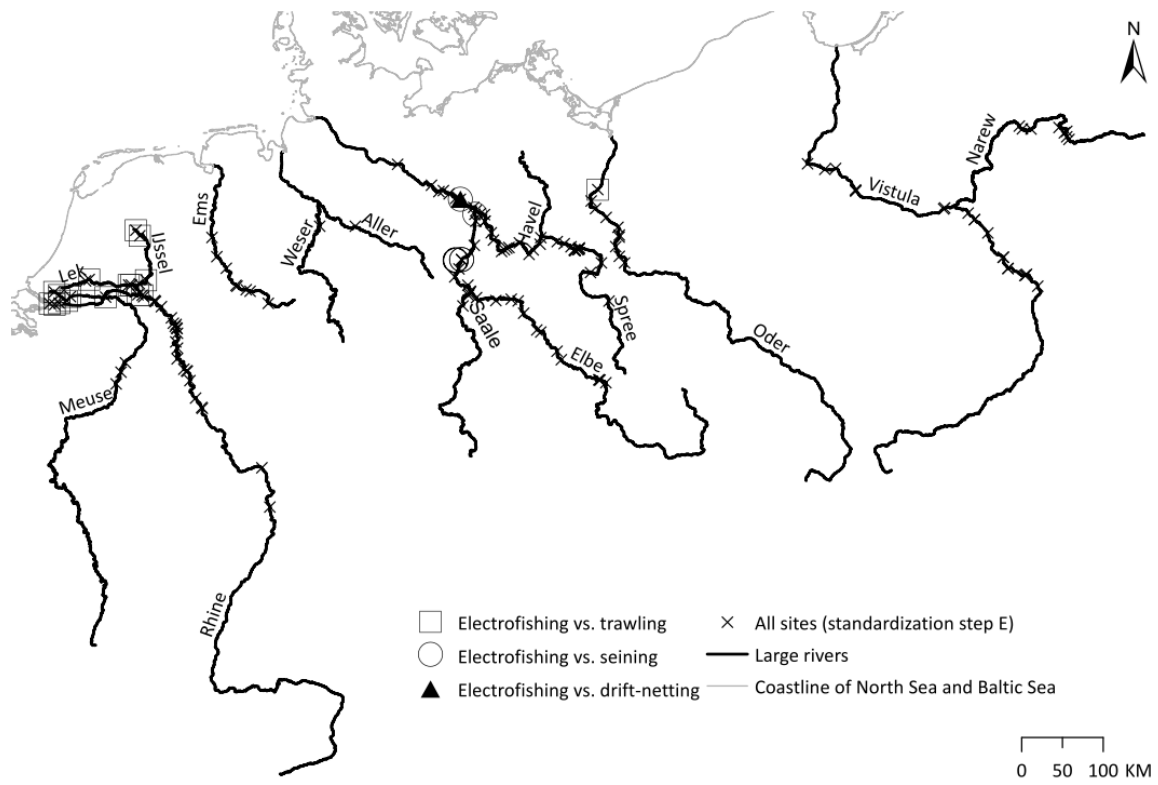 N
Narew
Vistula
Ems
Weser
Aller
Havel
IJssel
Lek
Saale
Spree
Oder
Elbe
Meuse
Rhine
Electrofishing vs. trawling
Electrofishing vs. seining
Electrofishing vs. drift-netting
All sites (standardization step E)
Large rivers
Coastline of North Sea and Baltic Sea
0 50 100 KM